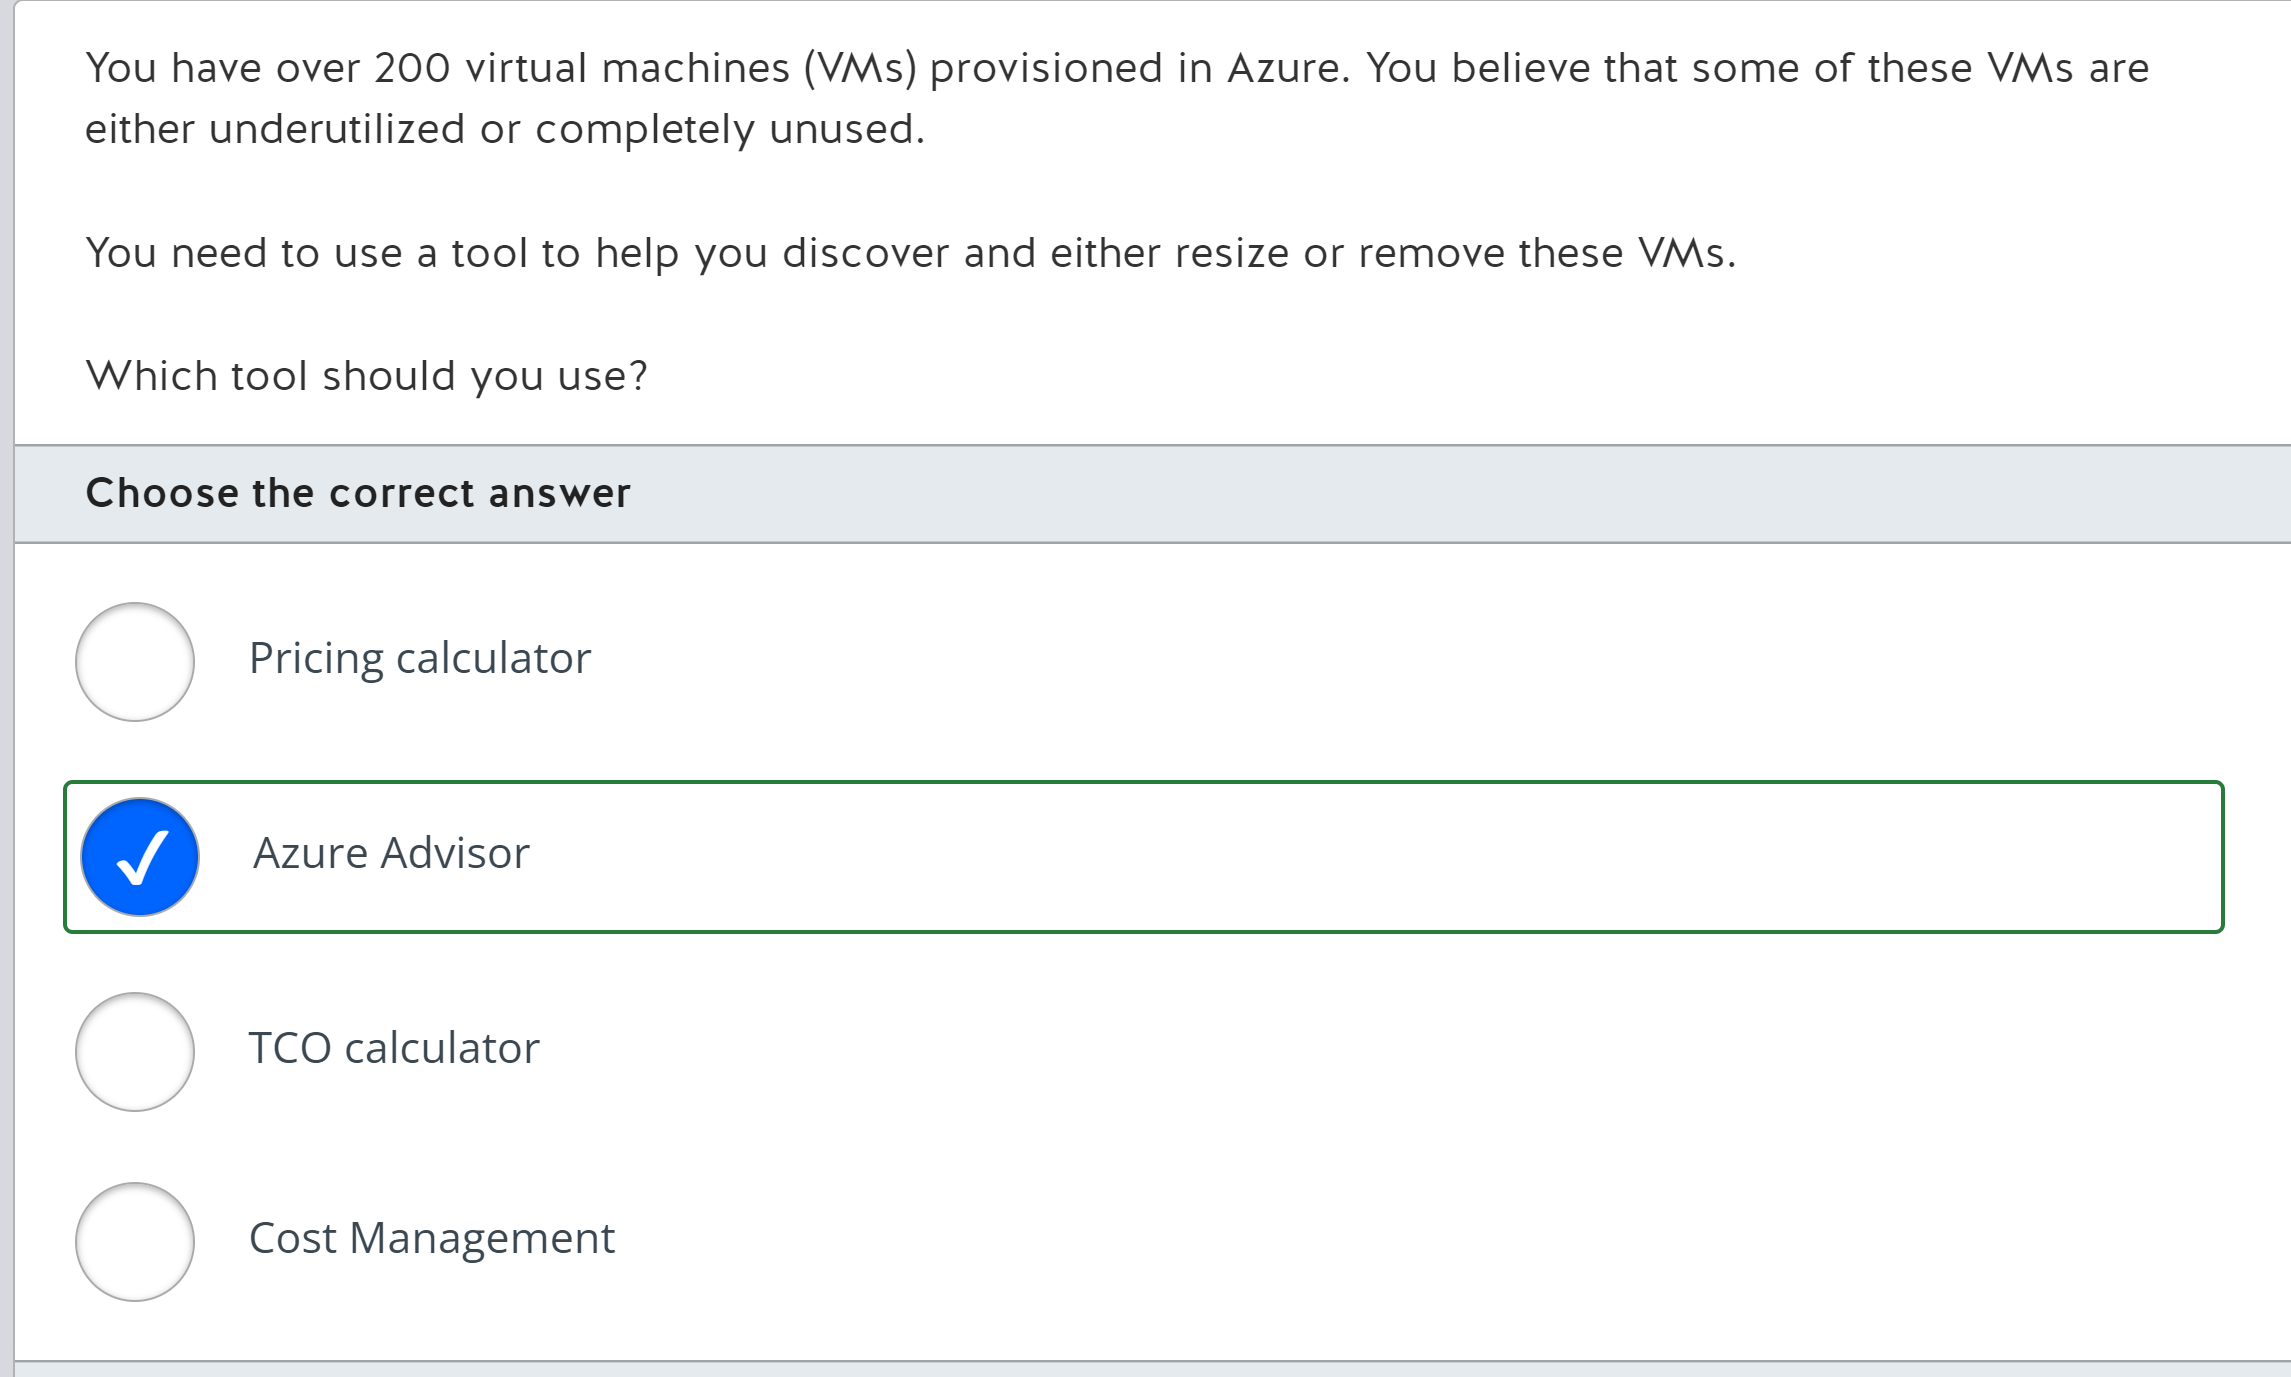 You have over 200 virtual machines (VMs) provisioned in Azure. You believe that some of these VMs are
either underutilized or completely unused.
You need to use a tool to help you discover and either resize or remove these VMs.
Which tool should you use?
Choose the correct answer
Pricing calculator
Azure Advisor
TCO calculator
Cost Management